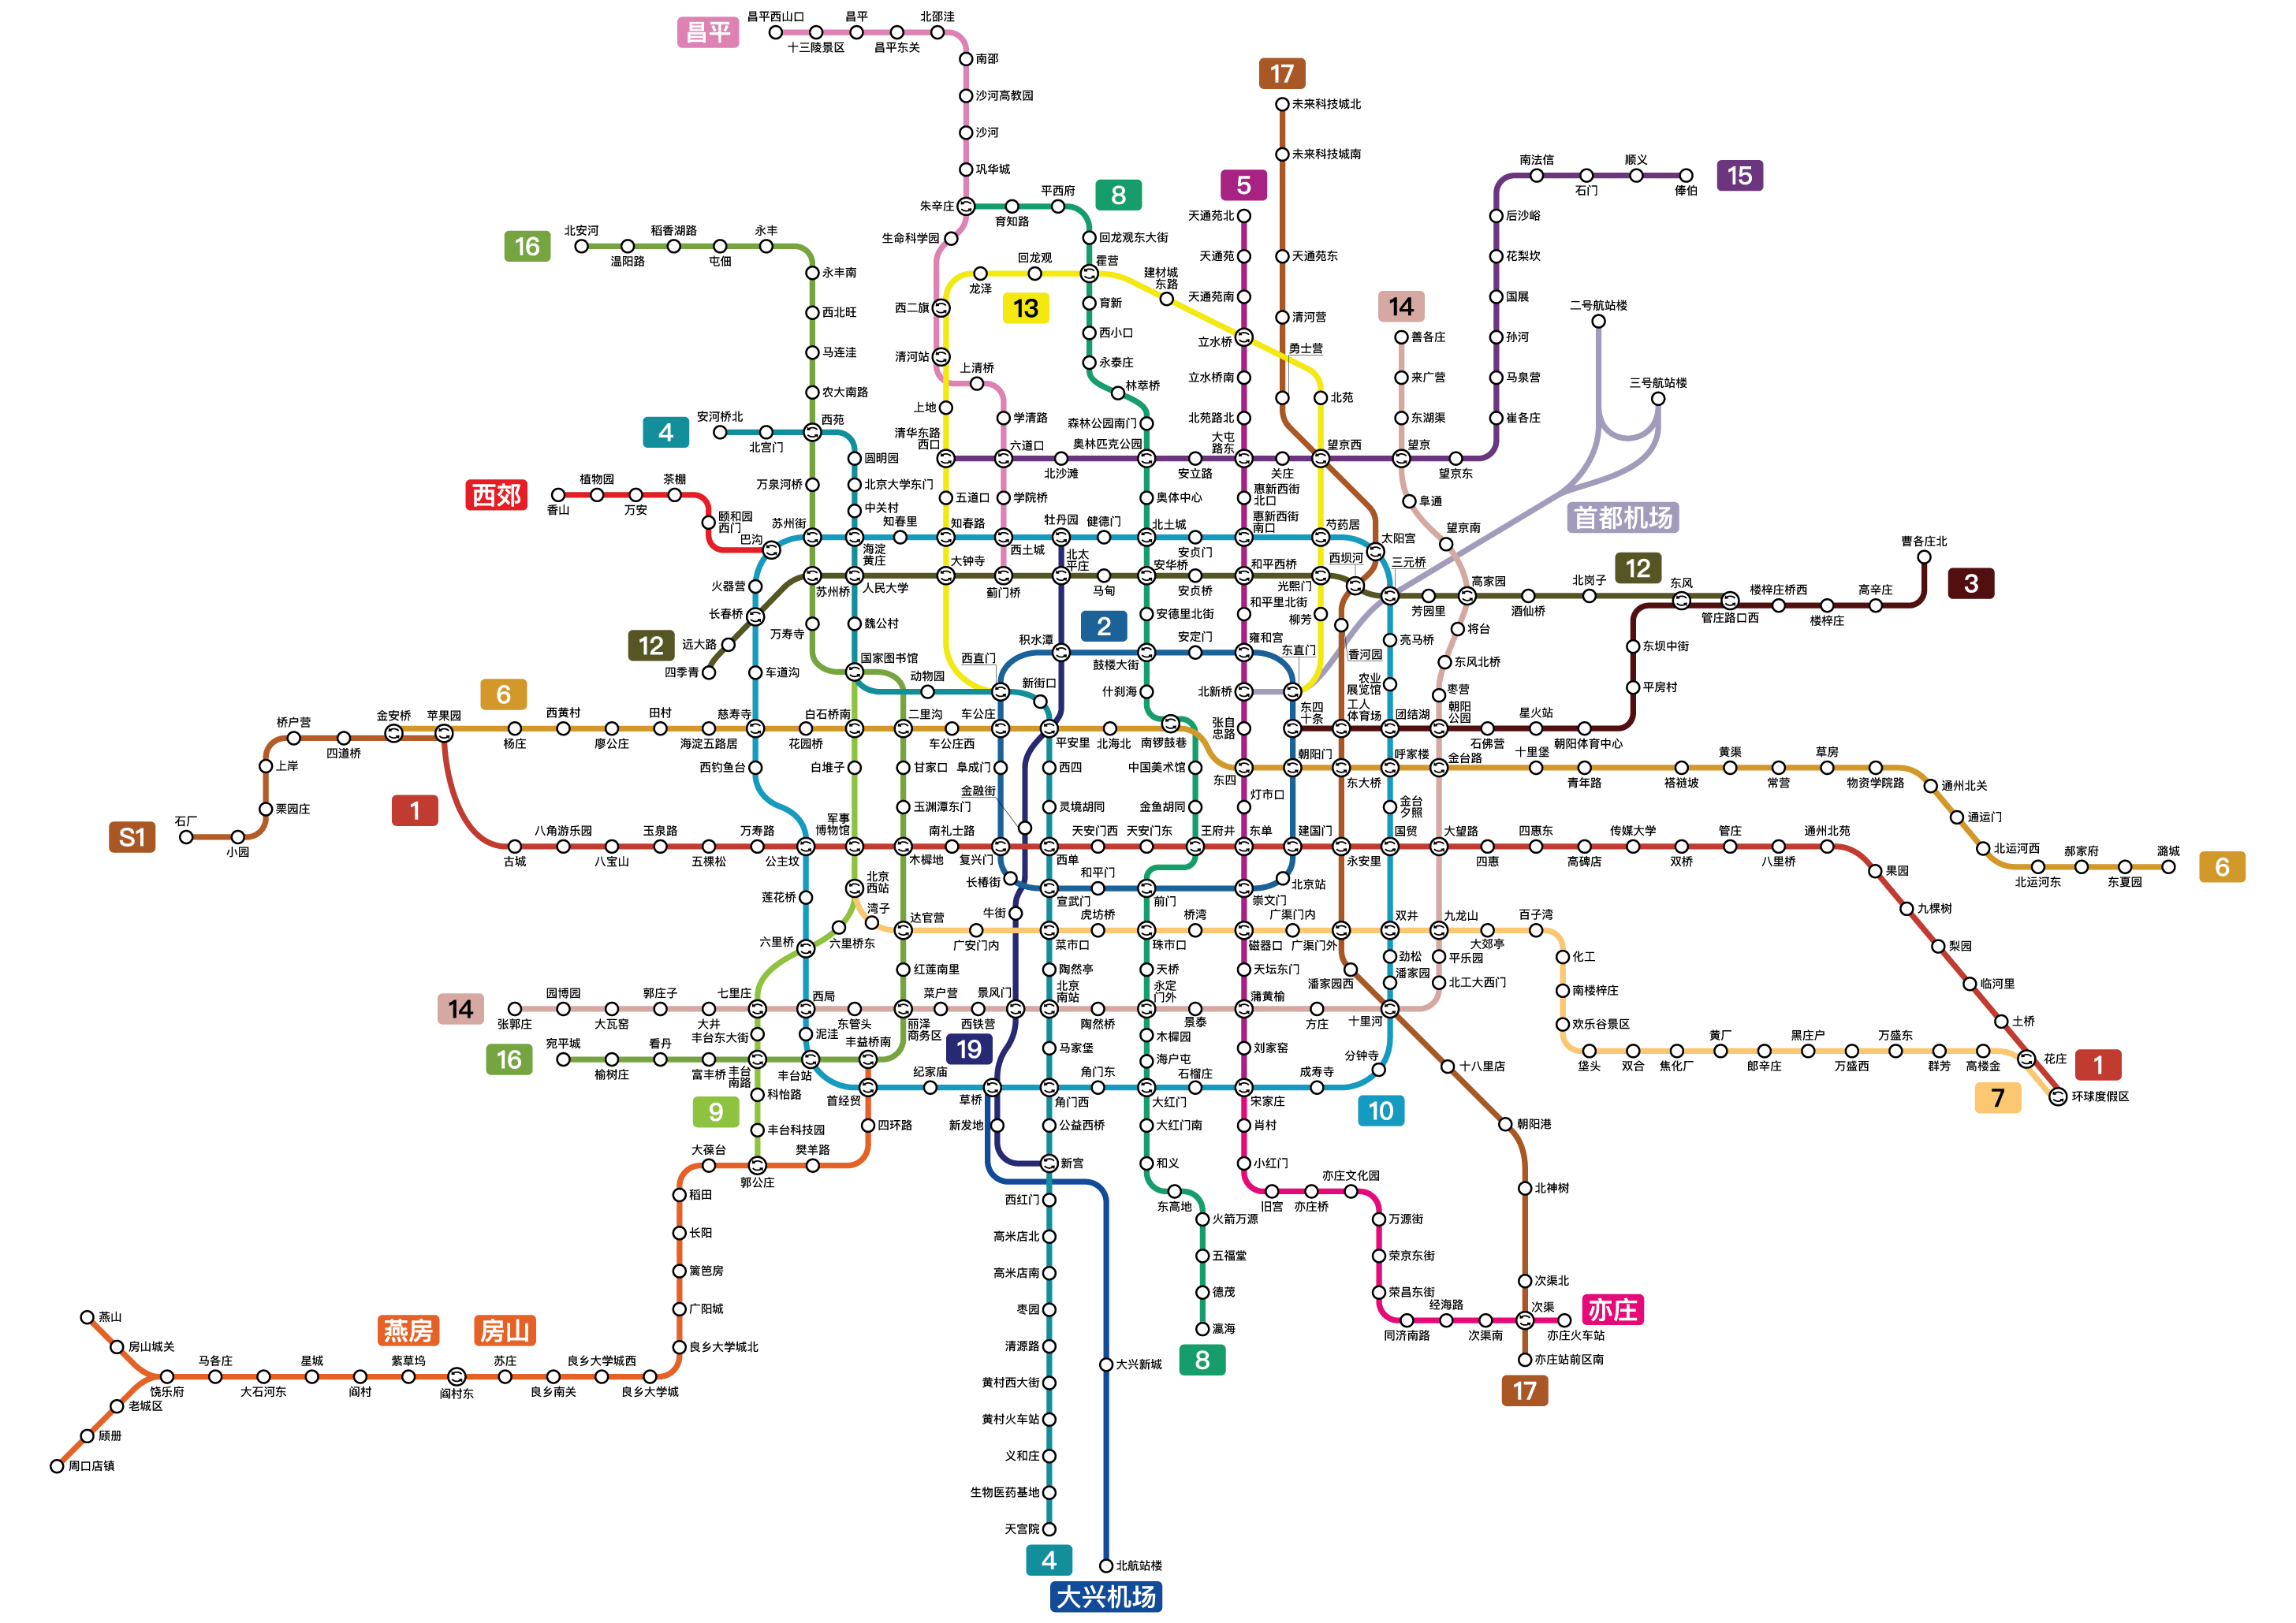 昌平
昌平西山口
昌平
北邵洼
十三陵景区
昌平东关
南邵
沙河高教园
沙河
巩华城
朱辛庄
育知路
平西府
8
生命科学园
回龙观东大街
17
未来科技城北
未来科技城南
5
天通苑北
天通苑
天通苑东
天通苑南
清河营
勇士营
南法信
顺义
石门
俸伯
15
后沙峪
花梨坎
国展
孙河
马泉营
崔各庄
16
北安河
稻香湖路
永丰
温阳路
屯佃
永丰南
西北旺
马连洼
农大南路
西苑
龙泽
回龙观
霍营
13
建材城
东路
育新
西小口
永泰庄
林萃桥
西二旗
清河站
上清桥
上地
学清路
立水桥
立水桥南
北苑路北
北苑
14
善各庄
来广营
东湖渠
望京
二号航站楼
三号航站楼
首都机场
4
安河桥北
北宫门
圆明园
北京大学东门
中关村
清华东路
西口
六道口
北沙滩
森林公园南门
奥林匹克公园
安立路
大屯
路东
关庄
望京西
望京东
西郊
香山
植物园
万安
茶棚
颐和园
西门
巴沟
万泉河桥
苏州街
知春里
海淀
黄庄
五道口
学院桥
知春路
西土城
牡丹园
健德门
奥体中心
北土城
安贞门
惠新西街
北口
惠新西街
南口
芍药居
太阳宫
阜通
望京南
三元桥
西坝河
火器营
长春桥
苏州桥
人民大学
大钟寺
蓟门桥
北太
平庄
马甸
安华桥
安贞桥
和平西桥
光熙门
高家园
芳园里
酒仙桥
北岗子
12
东风
管庄路口西
楼梓庄桥西
楼梓庄
高辛庄
曹各庄北
3
12
远大路
四季青
万寿寺
魏公村
2
积水潭
安德里北街
安定门
鼓楼大街
和平里北街
雍和宫
柳芳
东直门
香河园
亮马桥
将台
东风北桥
东坝中街
平房村
车道沟
国家图书馆
动物园
西直门
新街口
什刹海
北新桥
农业
展览馆
枣营
6
金安桥
苹果园
桥户营
四道桥
上岸
栗园庄
石厂
小园
S1
1
杨庄
西黄村
廖公庄
田村
海淀五路居
慈寿寺
花园桥
白石桥南
二里沟
车公庄西
车公庄
平安里
北海北
南锣鼓巷
张自
忠路
东四
十条
工人
体育场
团结湖
朝阳
公园
石佛营
星火站
朝阳体育中心
西钓鱼台
白堆子
甘家口
阜成门
西四
中国美术馆
东四
朝阳门
东大桥
呼家楼
金台路
十里堡
青年路
褡裢坡
黄渠
常营
草房
物资学院路
通州北关
通运门
北运河西
北运河东
郝家府
东夏园
潞城
6
金融街
玉渊潭东门
灵境胡同
金鱼胡同
灯市口
金台
夕照
古城
八角游乐园
八宝山
玉泉路
五棵松
万寿路
公主坟
军事
博物馆
木樨地
南礼士路
复兴门
西单
天安门西
天安门东
王府井
东单
建国门
永安里
国贸
大望路
四惠
四惠东
高碑店
传媒大学
双桥
管庄
八里桥
通州北苑
果园
九棵树
梨园
临河里
土桥
花庄
1
环球度假区
莲花桥
北京
西站
长椿街
宣武门
和平门
前门
崇文门
北京站
湾子
牛街
六里桥
六里桥东
达官营
广安门内
菜市口
虎坊桥
珠市口
桥湾
磁器口
广渠门内
广渠门外
双井
九龙山
大郊亭
百子湾
化工
南楼梓庄
欢乐谷景区
红莲南里
陶然亭
天桥
天坛东门
劲松
潘家园
平乐园
北工大西门
潘家园西
14
张郭庄
园博园
大瓦窑
郭庄子
大井
七里庄
西局
东管头
丽泽
商务区
菜户营
西铁营
景风门
北京
南站
陶然桥
永定
门外
景泰
蒲黄榆
方庄
十里河
16
宛平城
榆树庄
看丹
富丰桥
丰台东大街
丰台
南路
泥洼
丰台站
丰益桥南
19
马家堡
木樨园
海户屯
刘家窑
分钟寺
十八里店
垡头
双合
焦化厂
黄厂
郎辛庄
黑庄户
万盛西
万盛东
群芳
高楼金
7
9
科怡路
丰台科技园
郭公庄
首经贸
纪家庙
草桥
角门西
角门东
大红门
石榴庄
宋家庄
成寿寺
10
四环路
新发地
公益西桥
大红门南
肖村
朝阳港
大葆台
樊羊路
新宫
和义
小红门
东高地
旧宫
亦庄桥
亦庄文化园
北神树
稻田
长阳
篱笆房
广阳城
良乡大学城北
西红门
高米店北
高米店南
枣园
清源路
黄村西大街
黄村火车站
义和庄
生物医药基地
天宫院
4
火箭万源
五福堂
德茂
瀛海
8
万源街
荣京东街
荣昌东街
同济南路
经海路
次渠南
次渠
次渠北
亦庄火车站
亦庄
亦庄站前区南
17
燕山
房山城关
饶乐府
马各庄
大石河东
星城
阎村
紫草坞
阎村东
燕房
房山
苏庄
良乡南关
良乡大学城西
良乡大学城
老城区
顾册
周口店镇
大兴新城
北航站楼
大兴机场